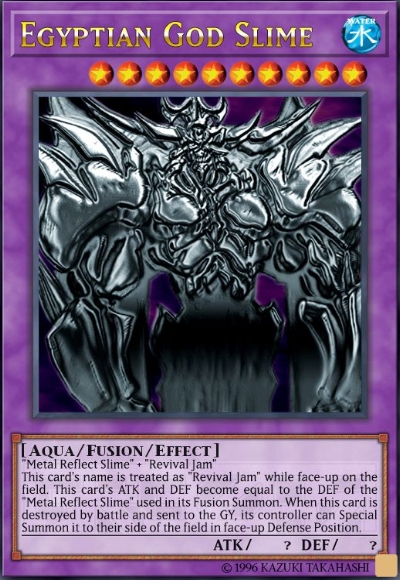 EGYPTIAN GOD SLIME
WATER
水
[AQUA/FUSION/EFFECT]
"Metal Reflect Slime" + "Revival Jam"
This card's name is treated as "Revival Jam" while face-up on the
field. This card's ATK and DEF become equal to the DEF of the
"Metal Reflect Slime" used in its Fusion Summon. When this card is
destroyed by battle and sent to the GY, its controller can Special
Summon it to their side of the field in face-up Defense Position.
ATK/ ? DEF/ ?
©1996 KAZUKI TAKAHASHI